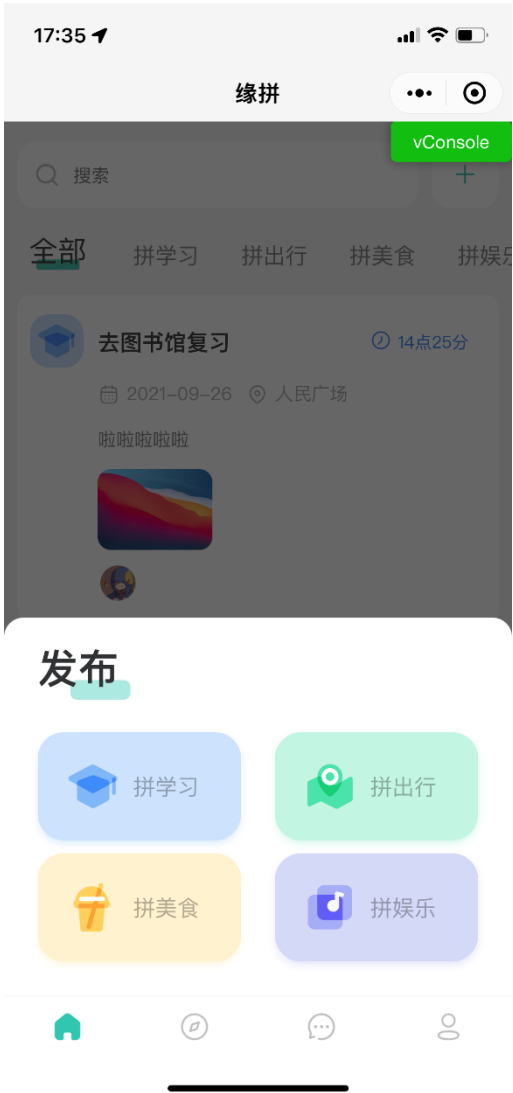 17:35
缘拼
vConsole
搜索
全部 拼学习 拼出行 拼美食 拼娱乐
去图书馆复习 14点25分
2021-09-26 人民广场
啦啦啦啦啦
发布
拼学习 拼出行
拼美食 拼娱乐